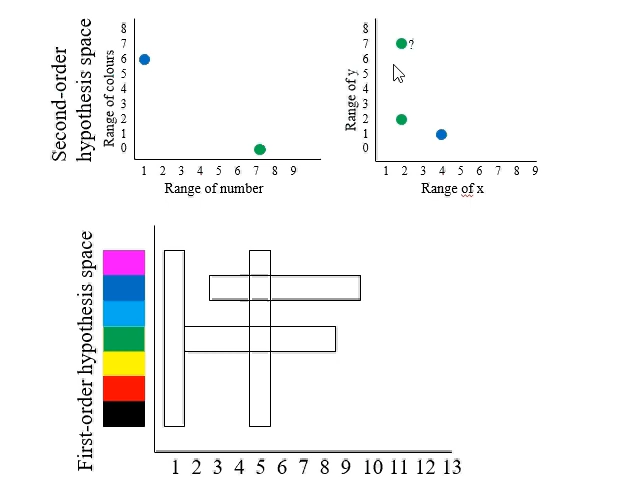 Second-order
hypothesis space
Range of colours
8
7
6
5
4
3
2
1
0
1 2 3 4 5 6 7 8 9
Range of number
Range of y
8
7
6
5
4
3
2
1
0
?
1 2 3 4 5 6 7 8 9
Range of x
First-order hypothesis space
1 2 3 4 5 6 7 8 9 10 11 12 13